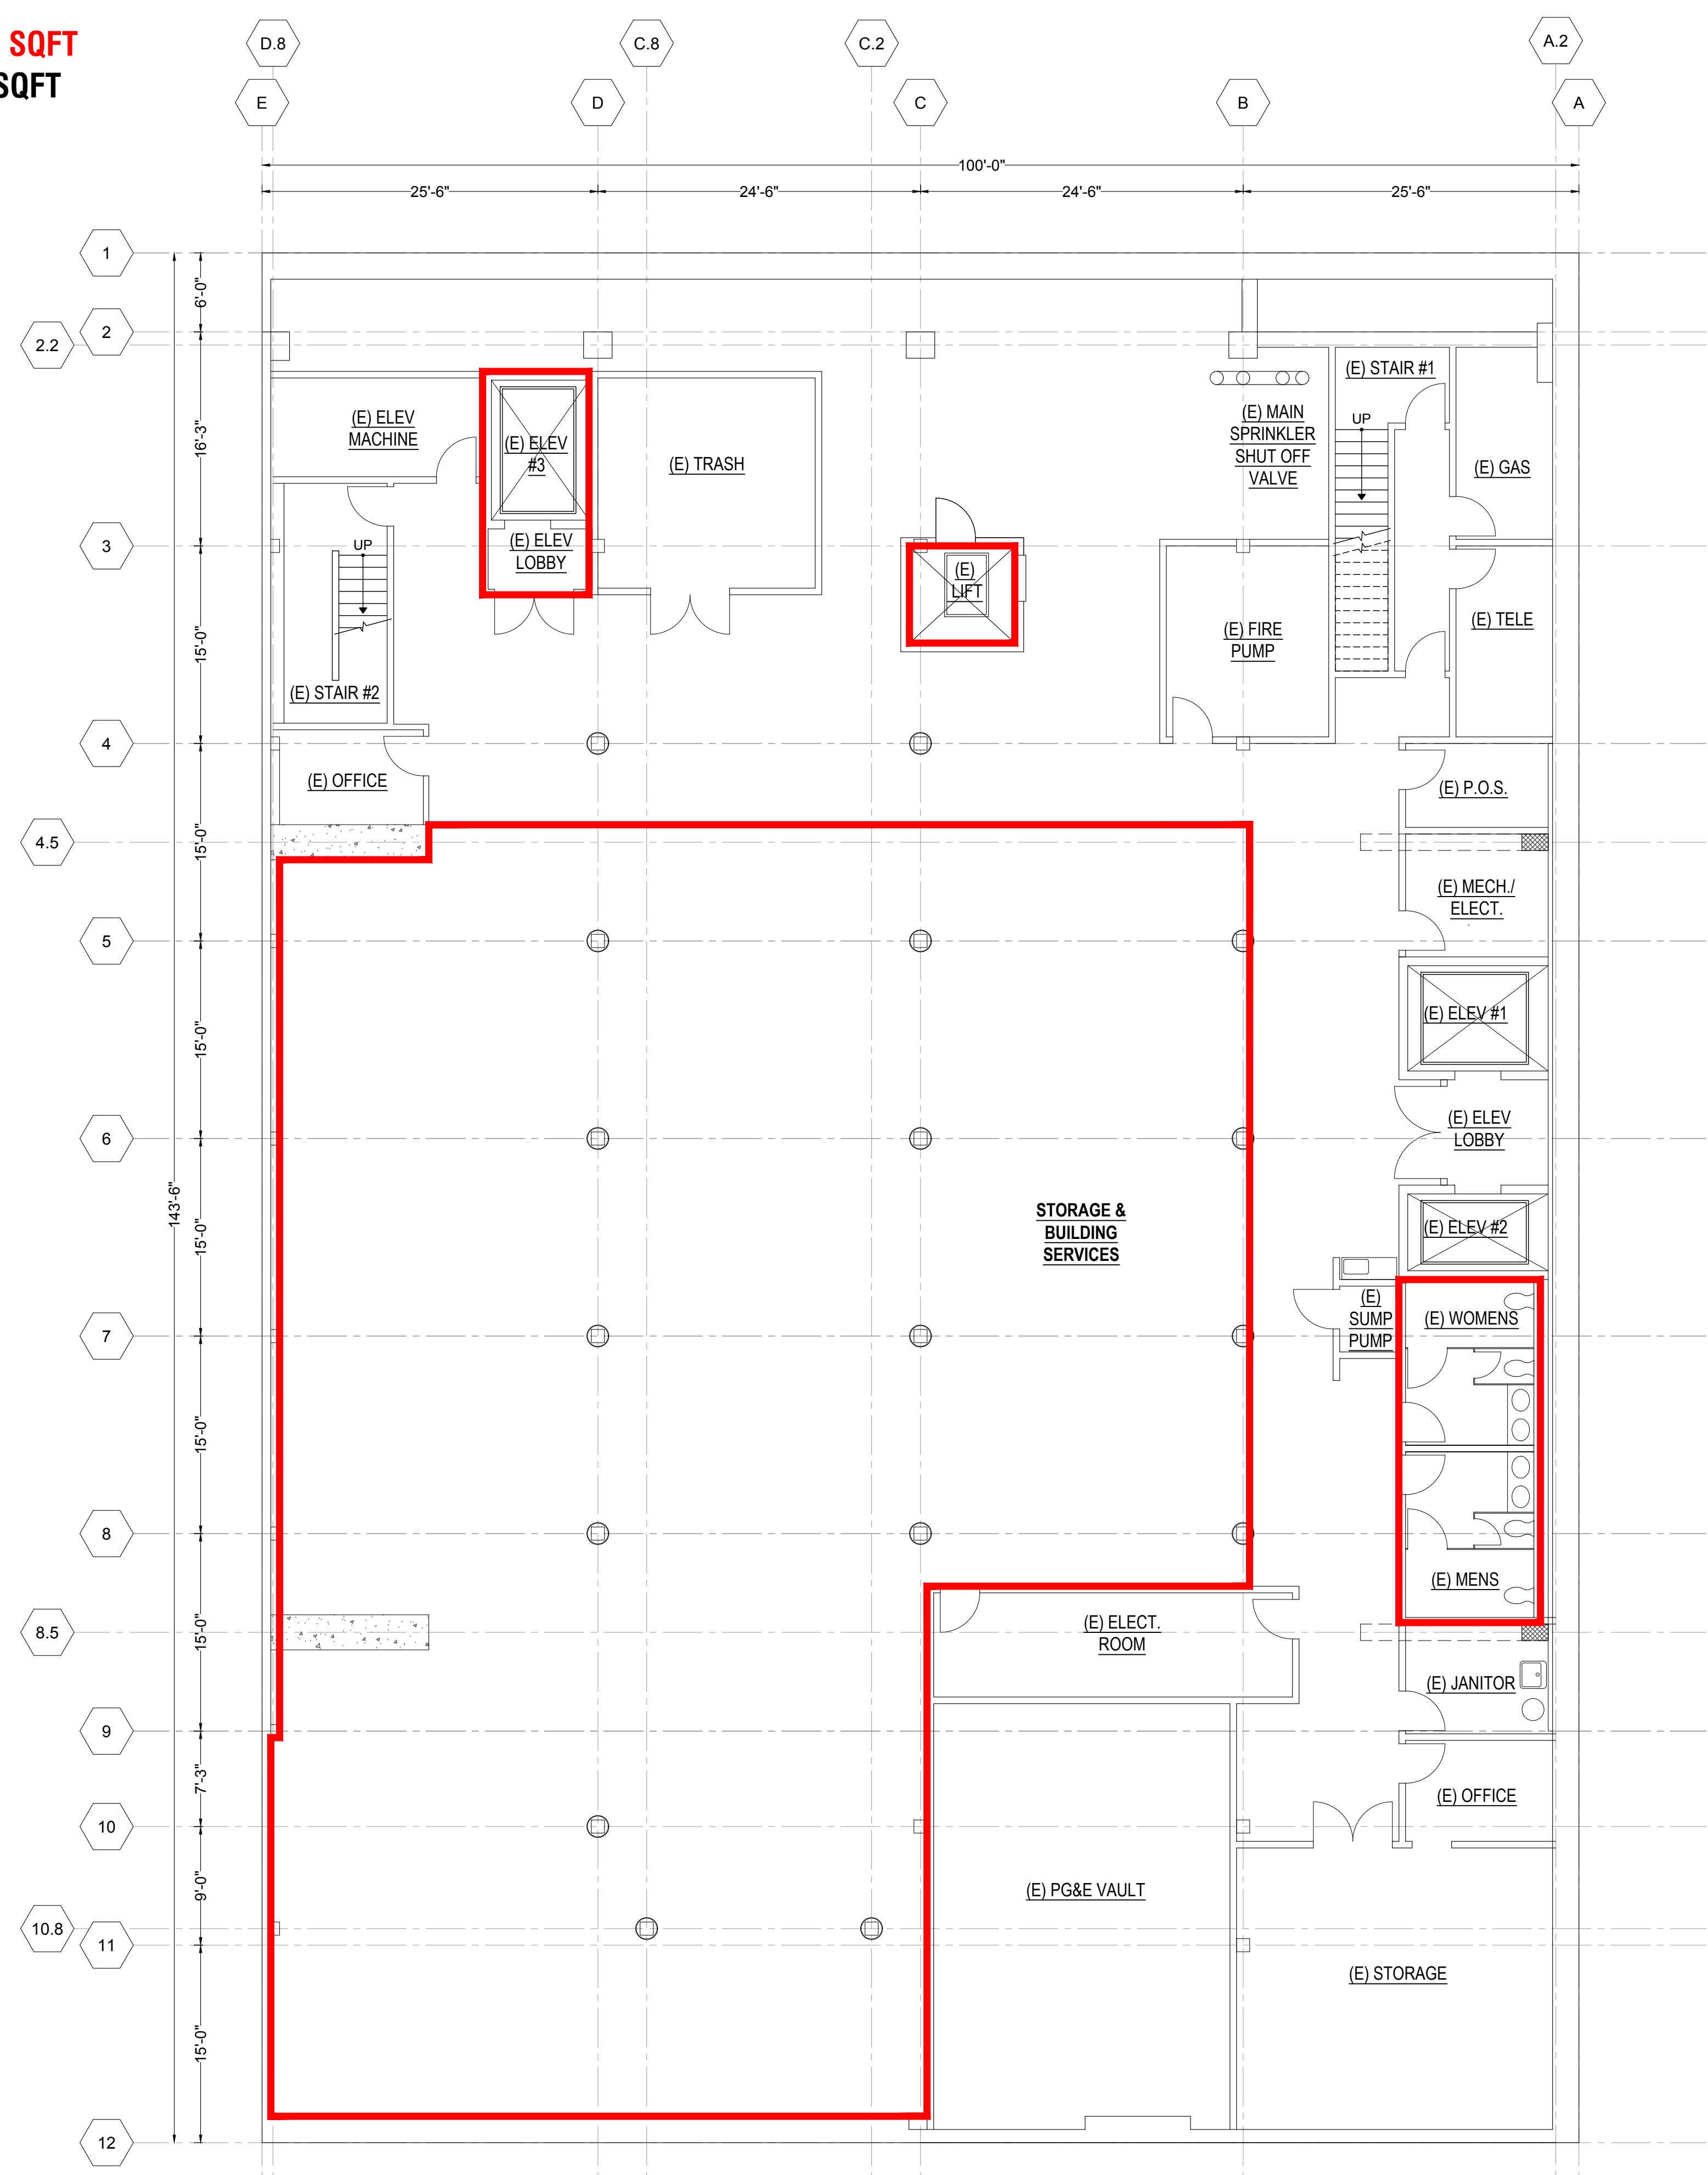 SQFT
SQFT
D.8
C.8
C.2
A.2
E
D
C
B
A
100'-0"
25'-6"
24'-6"
24'-6"
25'-6"
1
6'-0"
2
2.2
16'-3"
3
15'-0"
4
15'-0"
4.5
5
15'-0"
6
143'-6"
15'-0"
7
15'-0"
8
15'-0"
8.5
9
7'-3"
10
9'-0"
10.8
11
15'-0"
12
(E) ELEV
MACHINE
(E) ELEV
#3
(E) TRASH
(E) ELEV
LOBBY
UP
(E) STAIR #2
(E) OFFICE
(E)
LIFT
(E) MAIN
SPRINKLER
SHUT OFF
VALVE
(E) STAIR #1
UP
(E) GAS
(E) FIRE
PUMP
(E) TELE
(E) P.O.S.
(E) MECH./
ELECT.
(E) ELEV #1
(E) ELEV
LOBBY
STORAGE &
BUILDING
SERVICES
(E) ELEV #2
(E)
SUMP
PUMP
(E) WOMENS
(E) MENS
(E) ELECT.
ROOM
(E) JANITOR
(E) OFFICE
(E) PG&E VAULT
(E) STORAGE